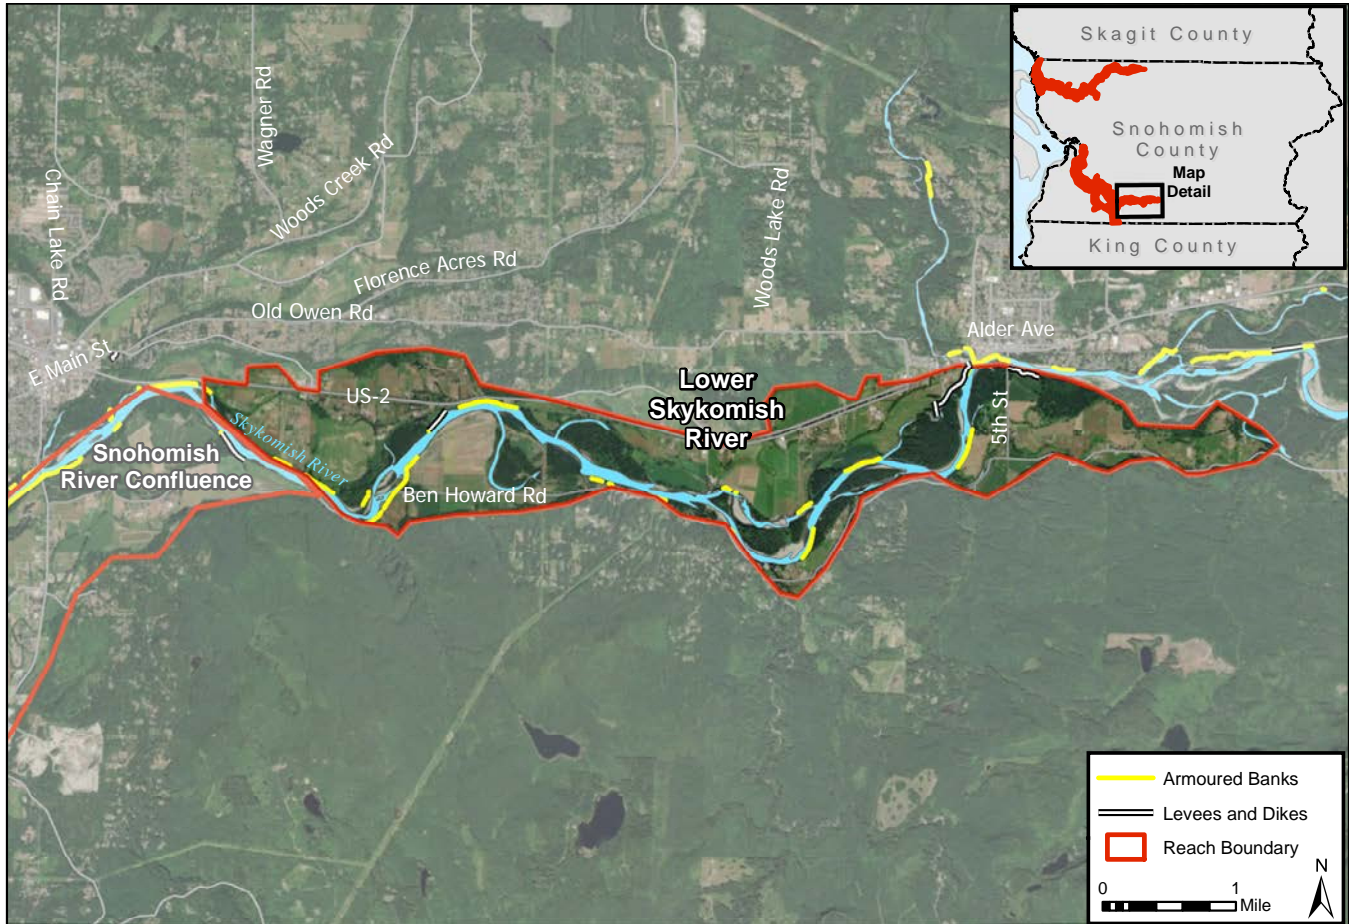 Skagit County
Snohomish
County
Map
Detail
King County
Chain Lake Rd
Wagner Rd
Woods Creek Rd
Woods Lake Rd
Florence Acres Rd
Old Owen Rd
Alder Ave
E Main St
US-2
Lower
Skykomish
River
5th St
Skykomish River
Snohomish
River Confluence
Ben Howard Rd
Armoured Banks
Levees and Dikes
Reach Boundary
N
0 1
Mile